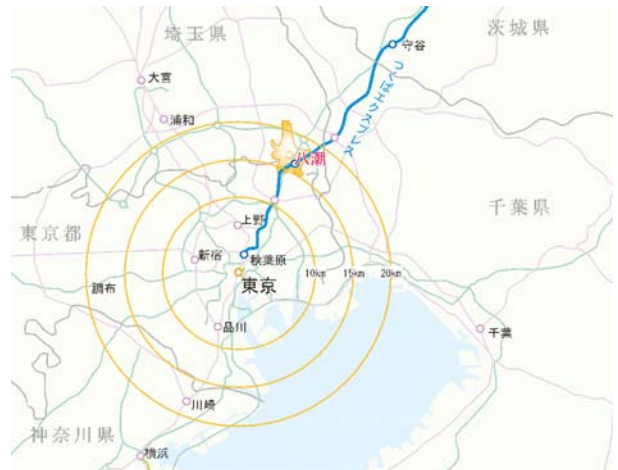 埼玉県
茨城県
守谷
大宮
つくばエクスプレス
浦和
八潮
千葉県
上野
東京都
新宿
秋葉原
10km
15km
20km
東京
調布
品川
千葉
川崎
神奈川県
横浜